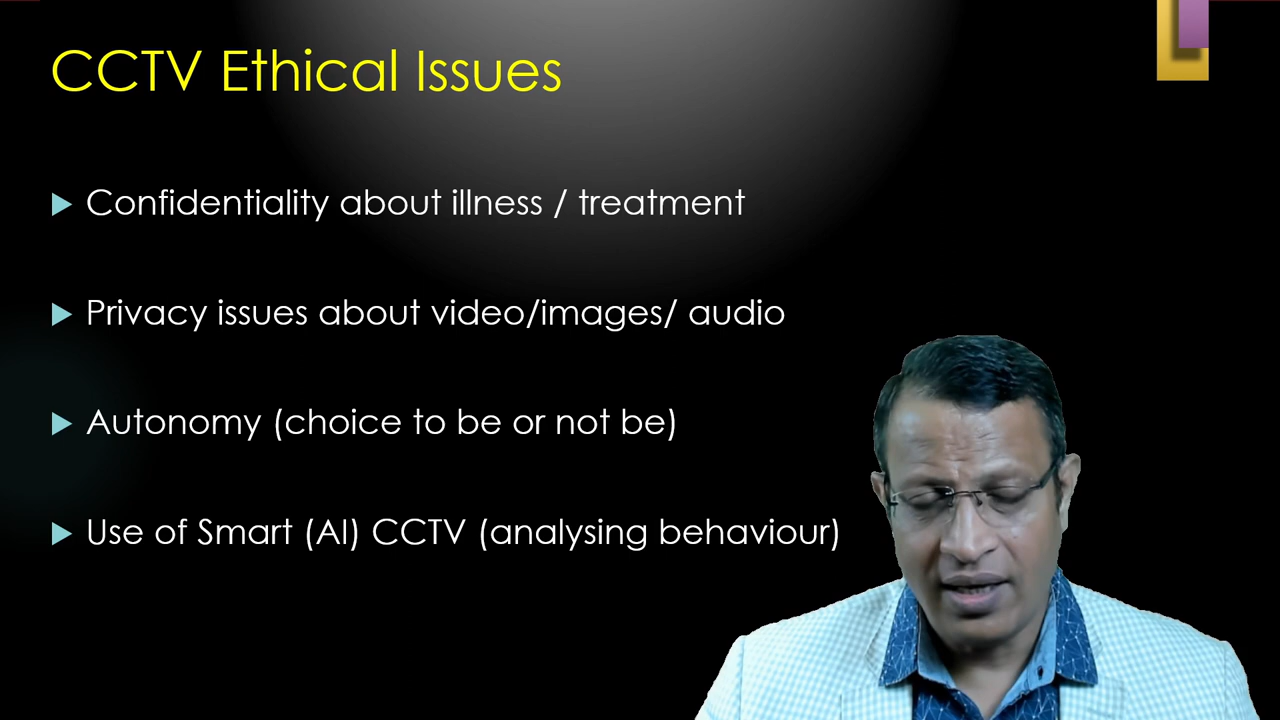 CCTV Ethical Issues
Confidentiality about illness / treatment
Privacy issues about video/images/ audio
Autonomy (choice to be or not be)
Use of Smart (AI) CCTV (analysing behaviour)